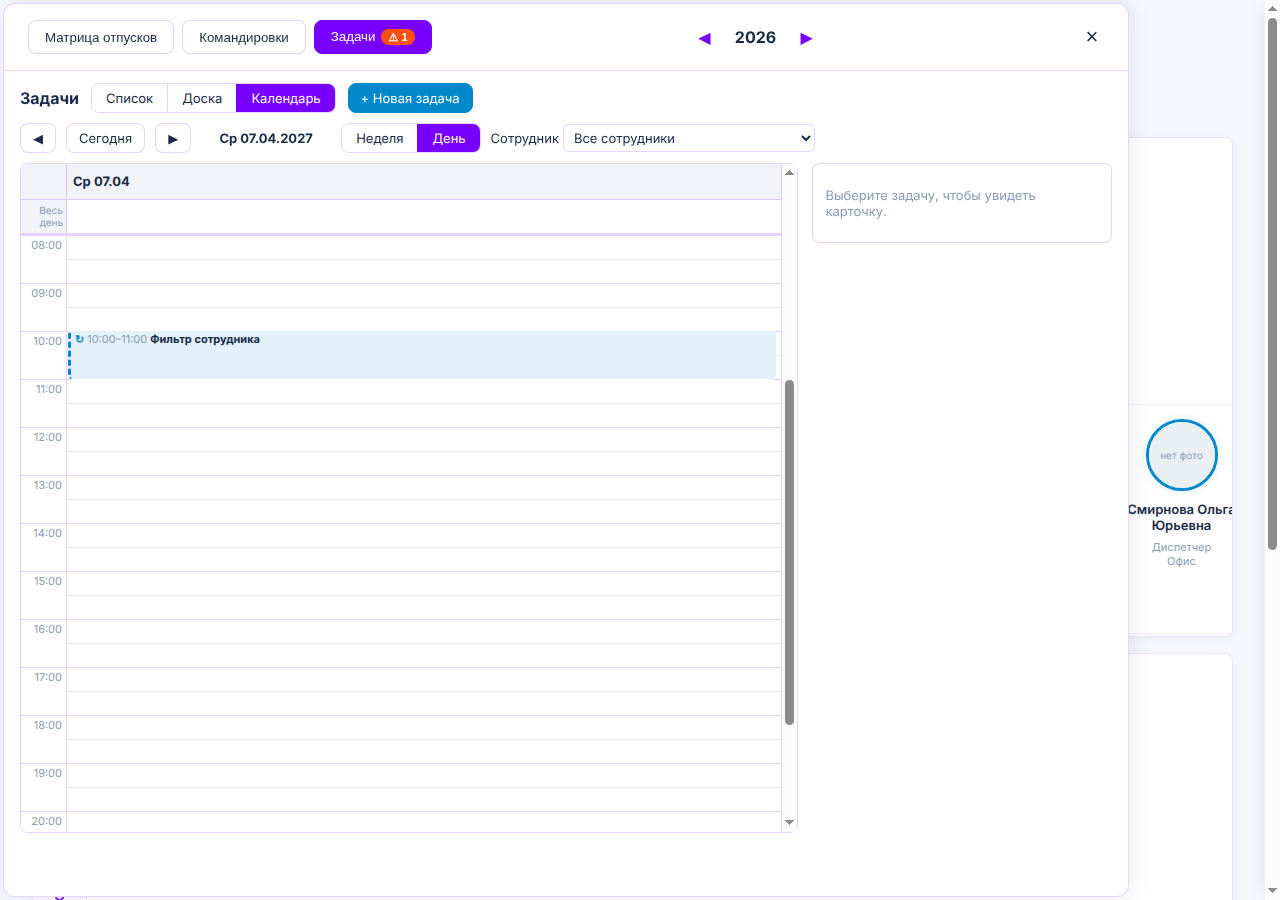 Матрица отпусков
Командировки
Задачи ⚠ 1
◀ 2026 ▶
×
Задачи
Список
Доска
Календарь
+ Новая задача
◀
Сегодня
▶
Ср 07.04.2027
Неделя
День
Сотрудник
Все сотрудники
Ср 07.04
Весь
день
08:00
09:00
10:00
↻ 10:00–11:00 Фильтр сотрудника
11:00
12:00
13:00
14:00
15:00
16:00
17:00
18:00
19:00
20:00
Выберите задачу, чтобы увидеть
карточку.
нет фото
Смирнова Ольга
Юрьевна
Диспетчер
Офис